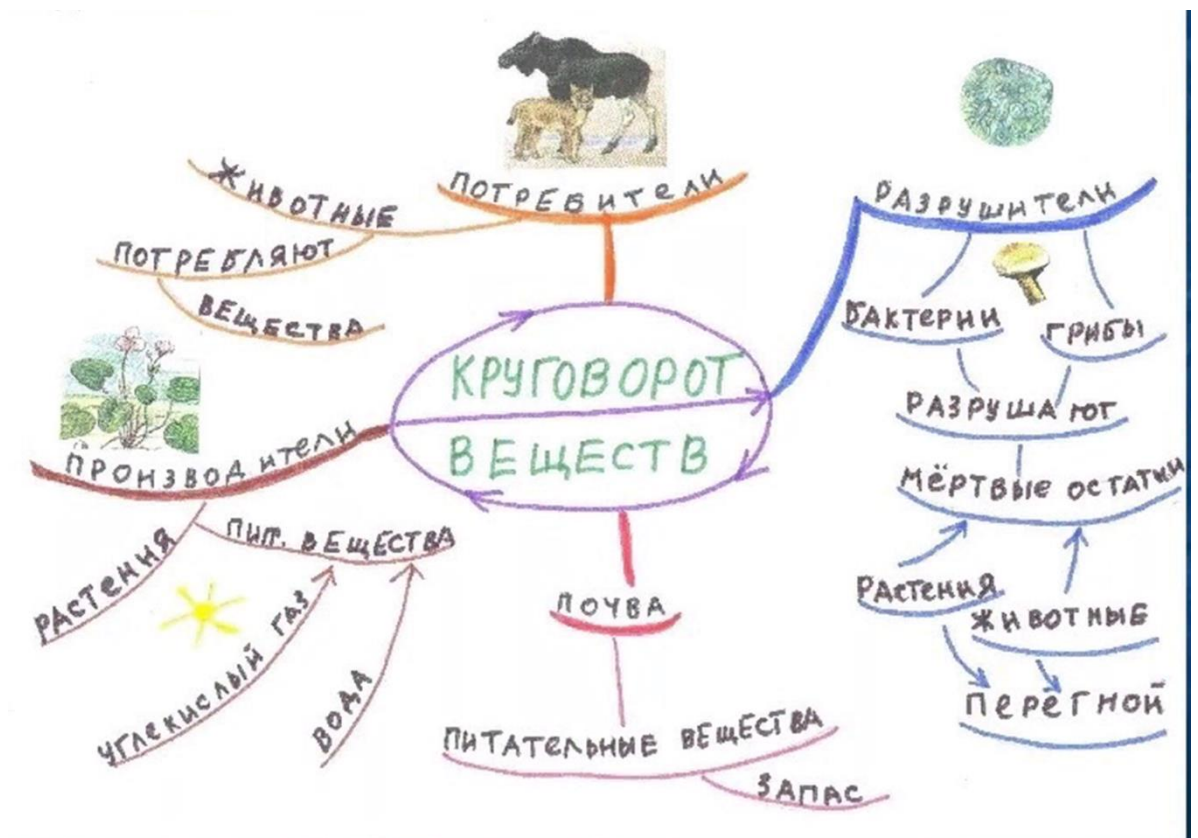 ПОТРЕБИТЕЛИ
ЖИВОТНЫЕ
ПОТРЕБЛЯЮТ
ВЕЩЕСТВА
РАЗРУШИТЕЛИ
БАКТЕРИИ
ГРИБЫ
РАЗРУШАЮТ
МЁРТВЫЕ ОСТАТКИ
РАСТЕНИЯ
ЖИВОТНЫЕ
ПЕРЕГНОЙ
КРУГОВОРОТ
ВЕЩЕСТВ
ПРОИЗВОДИТЕЛИ
РАСТЕНИЯ
ПИТ. ВЕЩЕСТВА
УГЛЕКИСЛЫЙ ГАЗ
ВОДА
ПОЧВА
ПИТАТЕЛЬНЫЕ ВЕЩЕСТВА
ЗАПАС